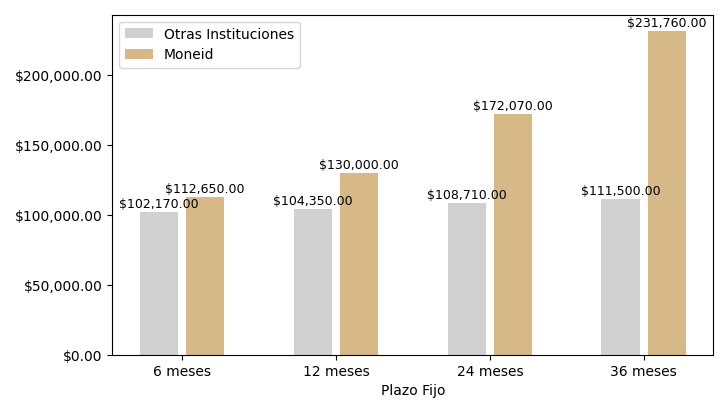 Otras Instituciones
Moneid
$231,760.00
$200,000.00
$172,070.00
$150,000.00
$130,000.00
$112,650.00
$111,500.00
$108,710.00
$104,350.00
$102,170.00
$100,000.00
$50,000.00
$0.00
6 meses
12 meses
24 meses
36 meses
Plazo Fijo